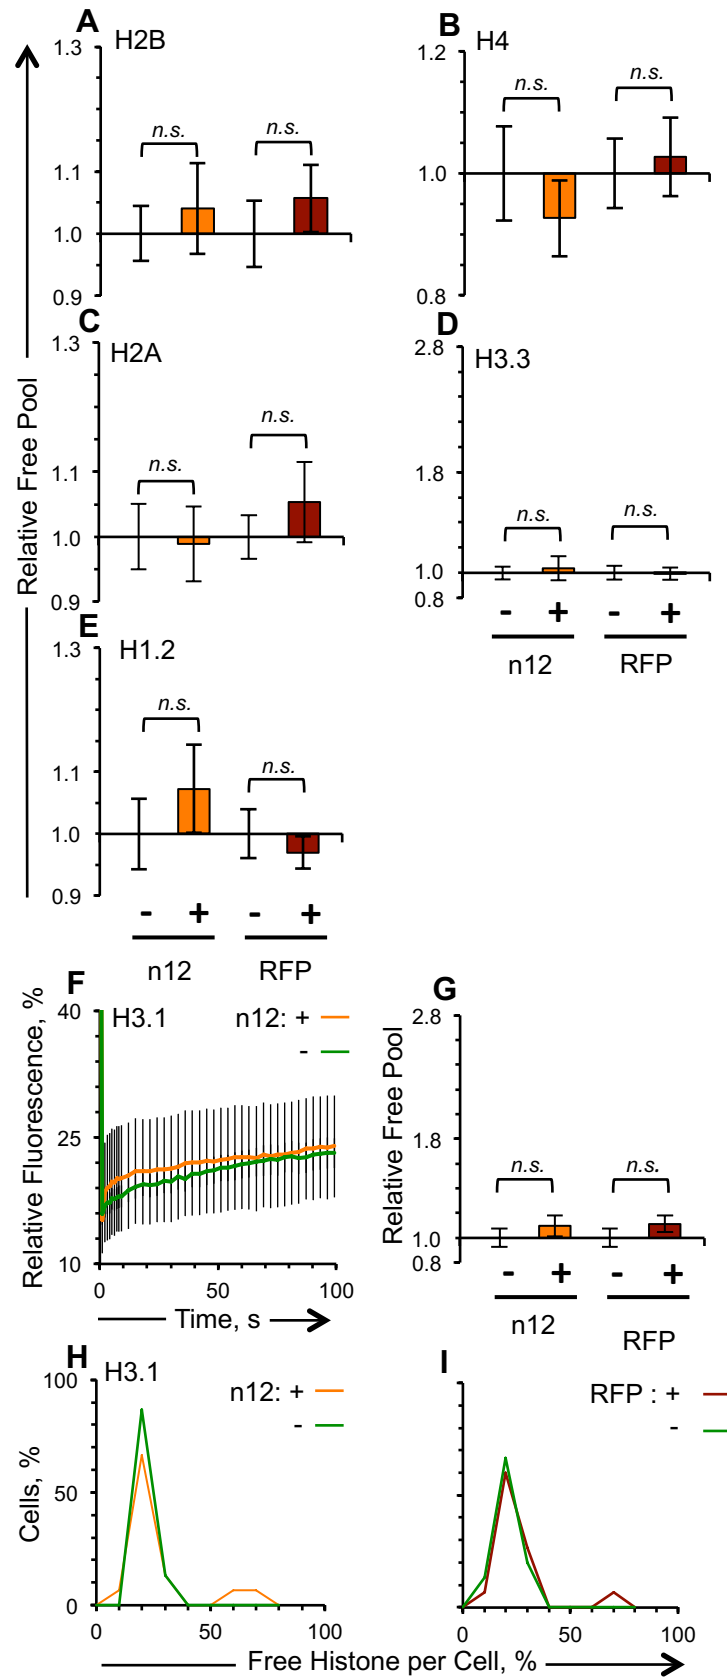 A
H2B
1.3
n.s.
n.s.
1.1
1.0
0.9
B
H4
1.2
n.s.
n.s.
1.0
0.8
Relative Free Pool
C
H2A
1.3
n.s.
n.s.
1.1
1.0
0.9
D
H3.3
2.8
1.8
n.s.
n.s.
1.0
0.8
- + - +
n12 RFP
E
H1.2
1.3
n.s.
n.s.
1.1
1.0
0.9
- + - +
n12 RFP
F
H3.1
n12: +
-
Relative Fluorescence, %
40
25
10
0 50 100
Time, s
G
Relative Free Pool
2.8
1.8
n.s.
n.s.
1.0
0.8
- + - +
n12 RFP
H
H3.1
n12: +
-
Cells, %
100
50
0
0 50 100
I
RFP : +
-
0 50 100
Free Histone per Cell, %